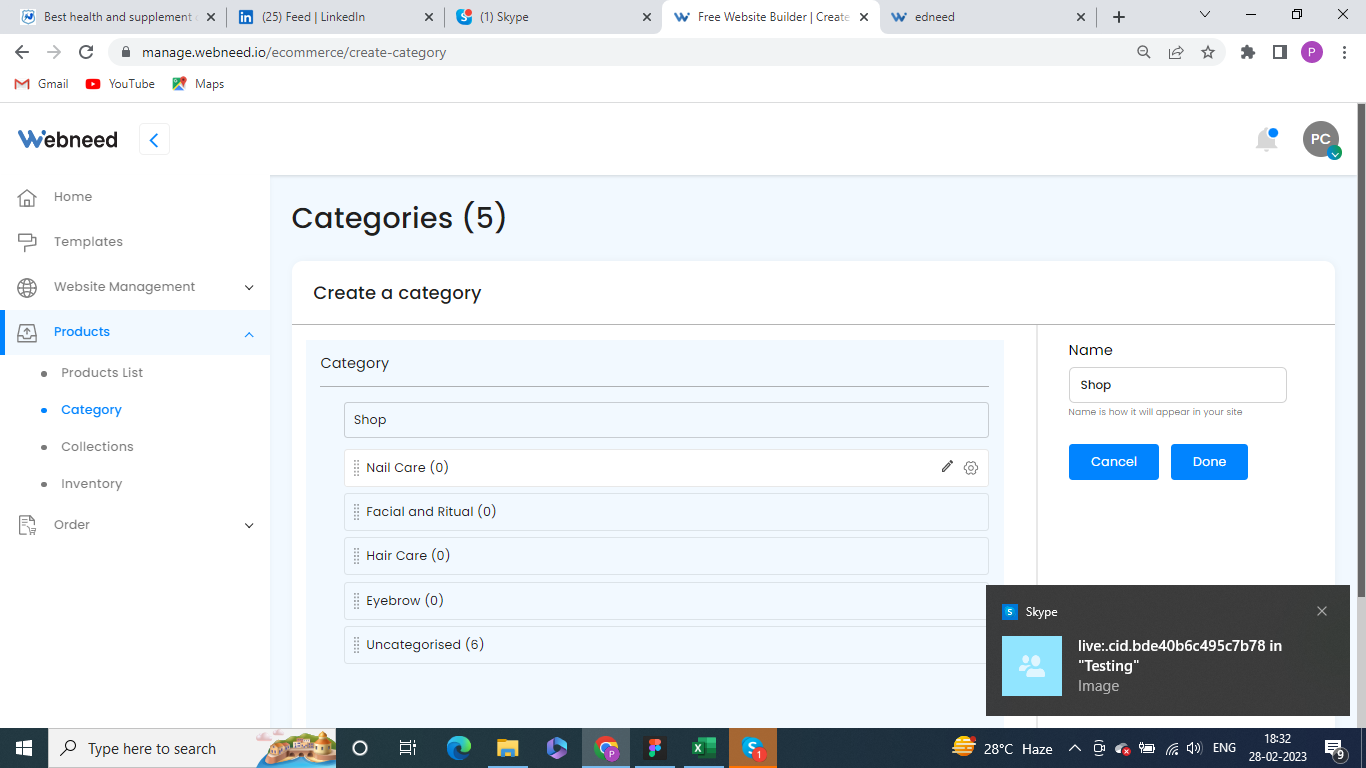 Best health and supplement
(25) Feed | LinkedIn
(1) Skype
Free Website Builder | Create
edneed
manage.webneed.io/ecommerce/create-category
P
Gmail
YouTube
Maps
Webneed
PC
Home
Templates
Website Management
Products
Products List
Category
Collections
Inventory
Order
Categories (5)
Create a category
Category
Shop
Nail Care (0)
Facial and Ritual (0)
Hair Care (0)
Eyebrow (0)
Uncategorised (6)
Name
Shop
Name is how it will appear in your site
Cancel
Done
Skype
live:.cid.bde40b6c495c7b78 in
"Testing"
Image
Type here to search
P
1
28°C Haze
ENG
18:32
28-02-2023
9